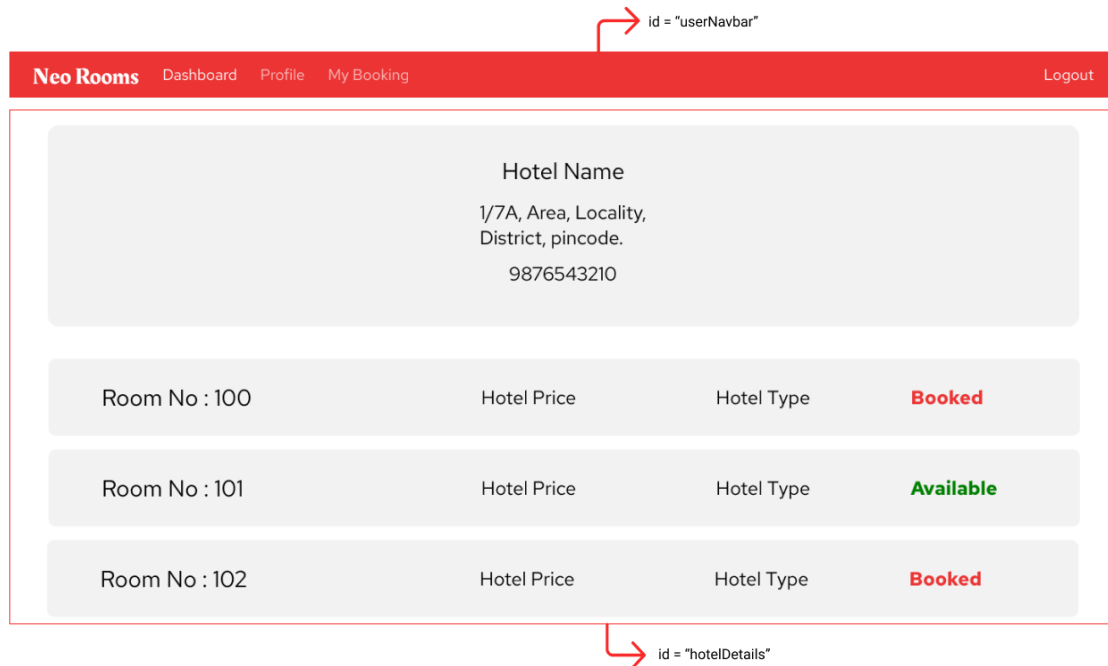 id = “userNavbar”
Neo Rooms Dashboard Profile My Booking Logout
Hotel Name
1/7A, Area, Locality,
District, pincode.
9876543210
Room No : 100 Hotel Price Hotel Type Booked
Room No : 101 Hotel Price Hotel Type Available
Room No : 102 Hotel Price Hotel Type Booked
id = “hotelDetails”